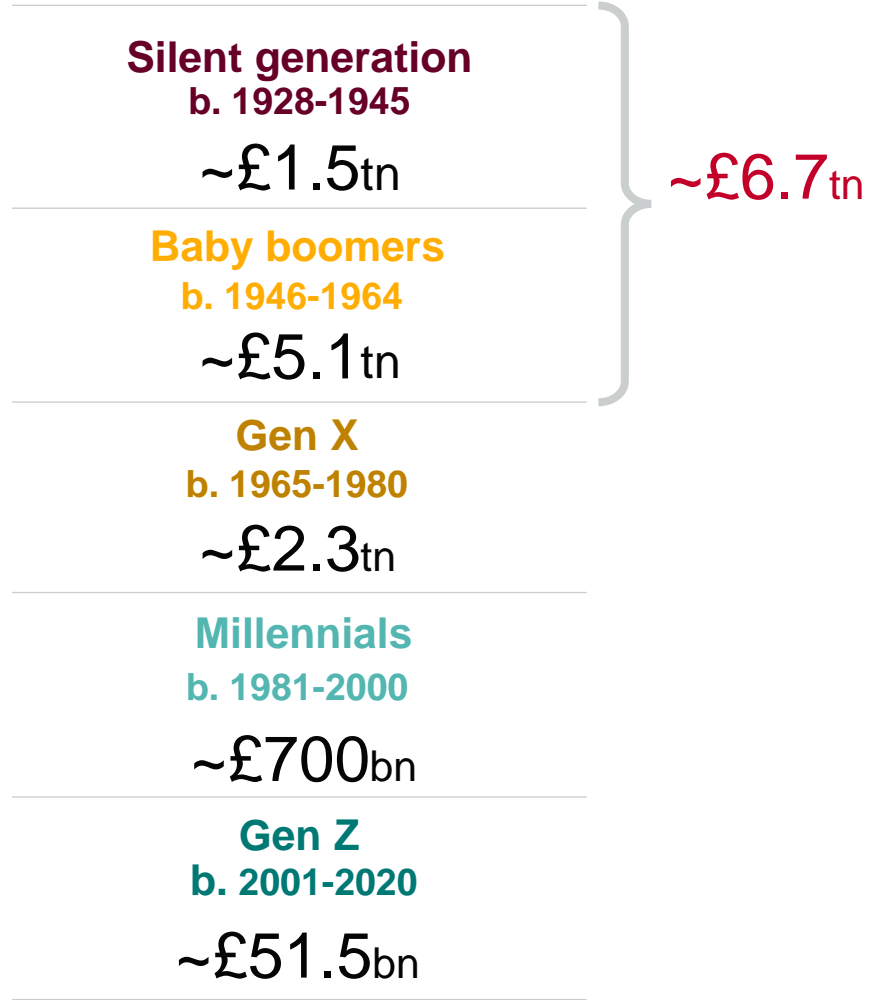 Silent generation
b. 1928-1945
~£1.5tn
~£6.7tn
Baby boomers
b. 1946-1964
~£5.1tn
Gen X
b. 1965-1980
~£2.3tn
Millennials
b. 1981-2000
~£700bn
Gen Z
b. 2001-2020
~£51.5bn